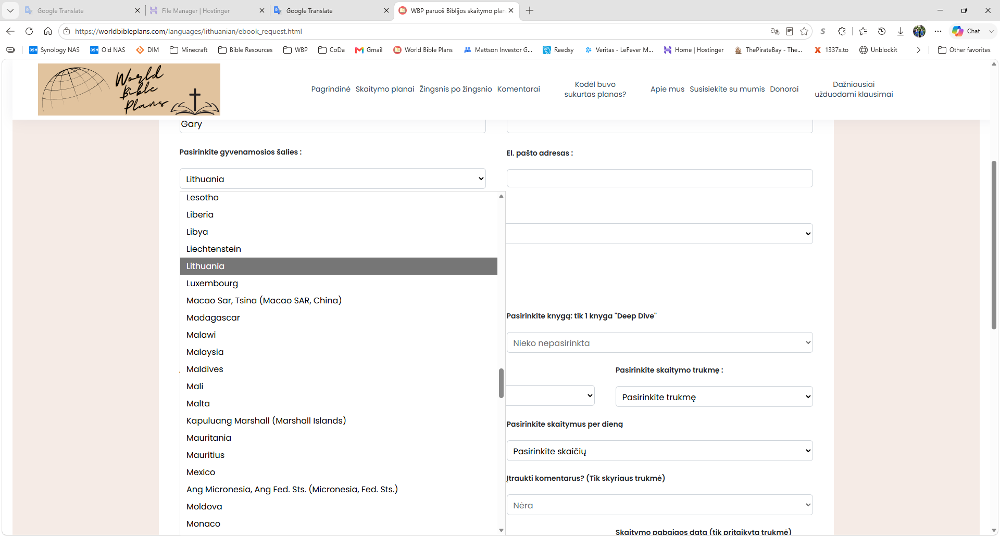 Google Translate
File Manager | Hostinger
Google Translate
WBP paruoš Biblijos skaitymo plan
https://worldbibleplans.com/languages/lithuanian/ebook_request.html
Chat
DSM Synology NAS
DSM Old NAS
DIM
Minecraft
Bible Resources
WBP
CoDa
Gmail
World Bible Plans
Mattson Investor G...
Reedsy
Veritas - LeFever M...
Home | Hostinger
ThePirateBay - The...
1337x.to
Unblockit
Other favorites
World
Bible
Plans
Pagrindinė
Skaitymo planai
Žingsnis po žingsnio
Komentarai
Kodėl buvo
sukurtas planas?
Apie mus
Susisiekite su mumis
Donorai
Dažniausiai
užduodami klausimai
Gary
Pasirinkite gyvenamosios šalies :
El. pašto adresas :
Lithuania
Lesotho
Liberia
Libya
Liechtenstein
Lithuania
Luxembourg
Macao Sar, Tsina (Macao SAR, China)
Madagascar
Malawi
Malaysia
Maldives
Mali
Malta
Kapuluang Marshall (Marshall Islands)
Mauritania
Mauritius
Mexico
Ang Micronesia, Ang Fed. Sts. (Micronesia, Fed. Sts.)
Moldova
Monaco
Pasirinkite knygą: tik 1 knyga "Deep Dive"
Nieko nepasirinkta
Pasirinkite skaitymo trukmę :
Pasirinkite trukmę
Pasirinkite skaitymus per dieną
Pasirinkite skaičių
Įtraukti komentarus? (Tik skyriaus trukmė)
Nėra
Skaitymo pabaigos data (tik pritaikyta trukmė)